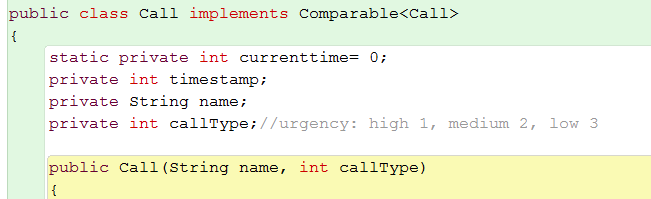 public class Call implements Comparable<Call>
{
static private int currenttime= 0;
private int timestamp;
private String name;
private int callType;//urgency: high 1, medium 2, low 3
public Call(String name, int callType)
{